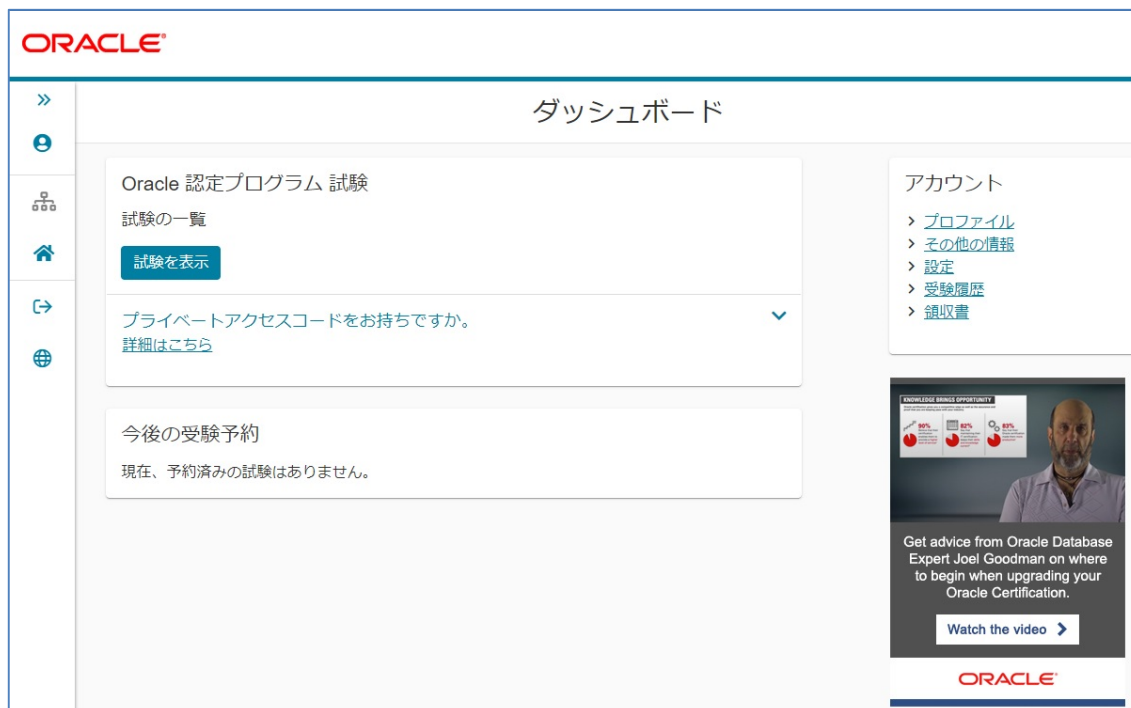 ORACLE
ダッシュボード
Oracle 認定プログラム 試験
試験の一覧
試験を表示
プライベートアクセスコードをお持ちですか。
詳細はこちら
今後の受験予約
現在、予約済みの試験はありません。
アカウント
プロファイル
その他の情報
設定
受験履歴
領収書
KNOWLEDGE BRINGS OPPORTUNITY
90%
82%
83%
Get advice from Oracle Database
Expert Joel Goodman on where
to begin when upgrading your
Oracle Certification.
Watch the video
ORACLE